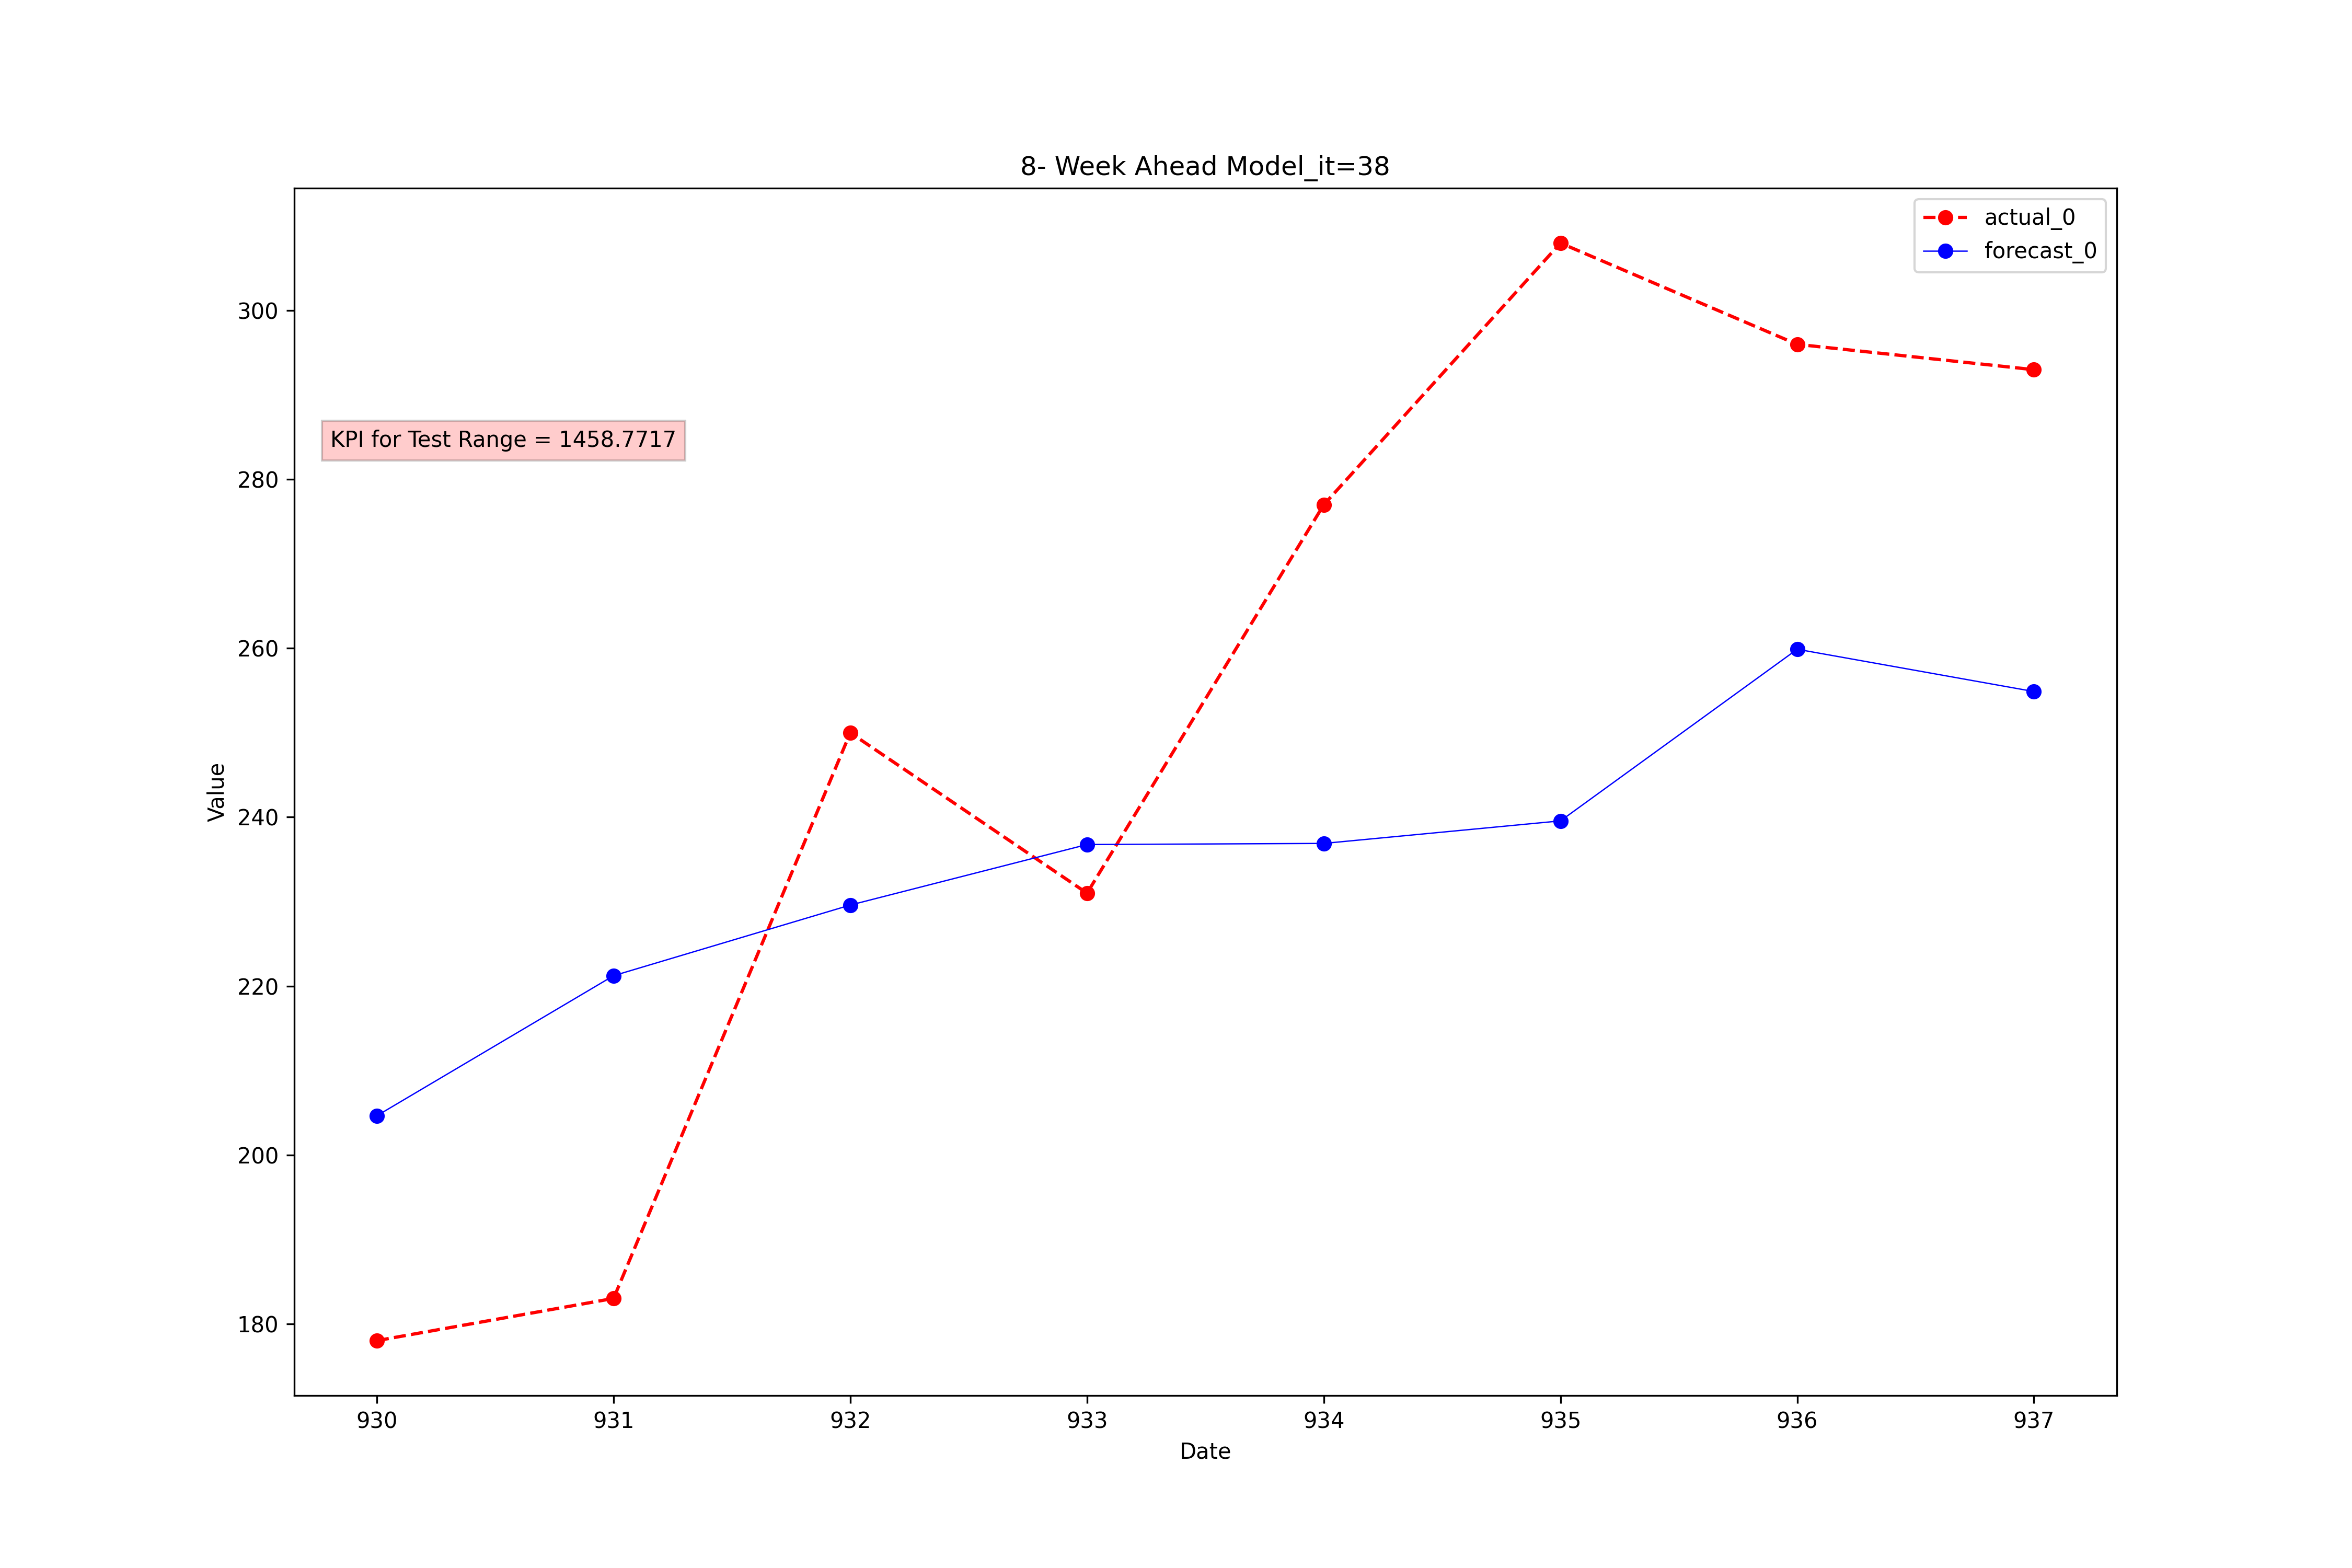 8- Week Ahead Model_it=38
actual_0
forecast_0
KPI for Test Range = 1458.7717
Value
300
280
260
240
220
200
180
930 931 932 933 934 935 936 937
Date